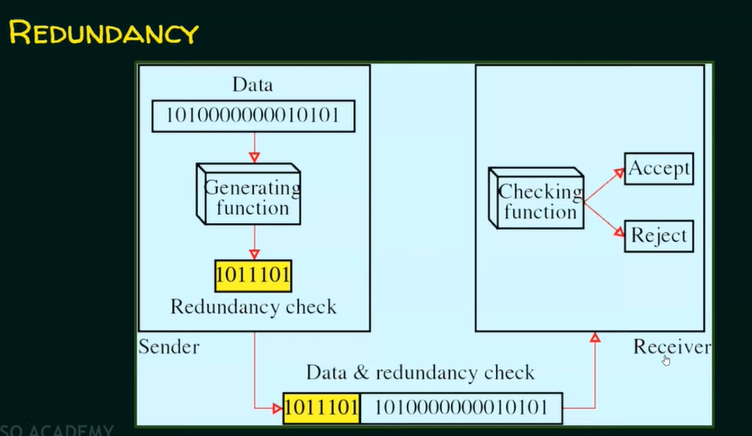 REDUNDANCY
Data
1010000000010101
Generating
function
1011101
Redundancy check
Sender
Checking
function
Accept
Reject
Receiver
Data & redundancy check
1011101 1010000000010101
SO ACADEMY